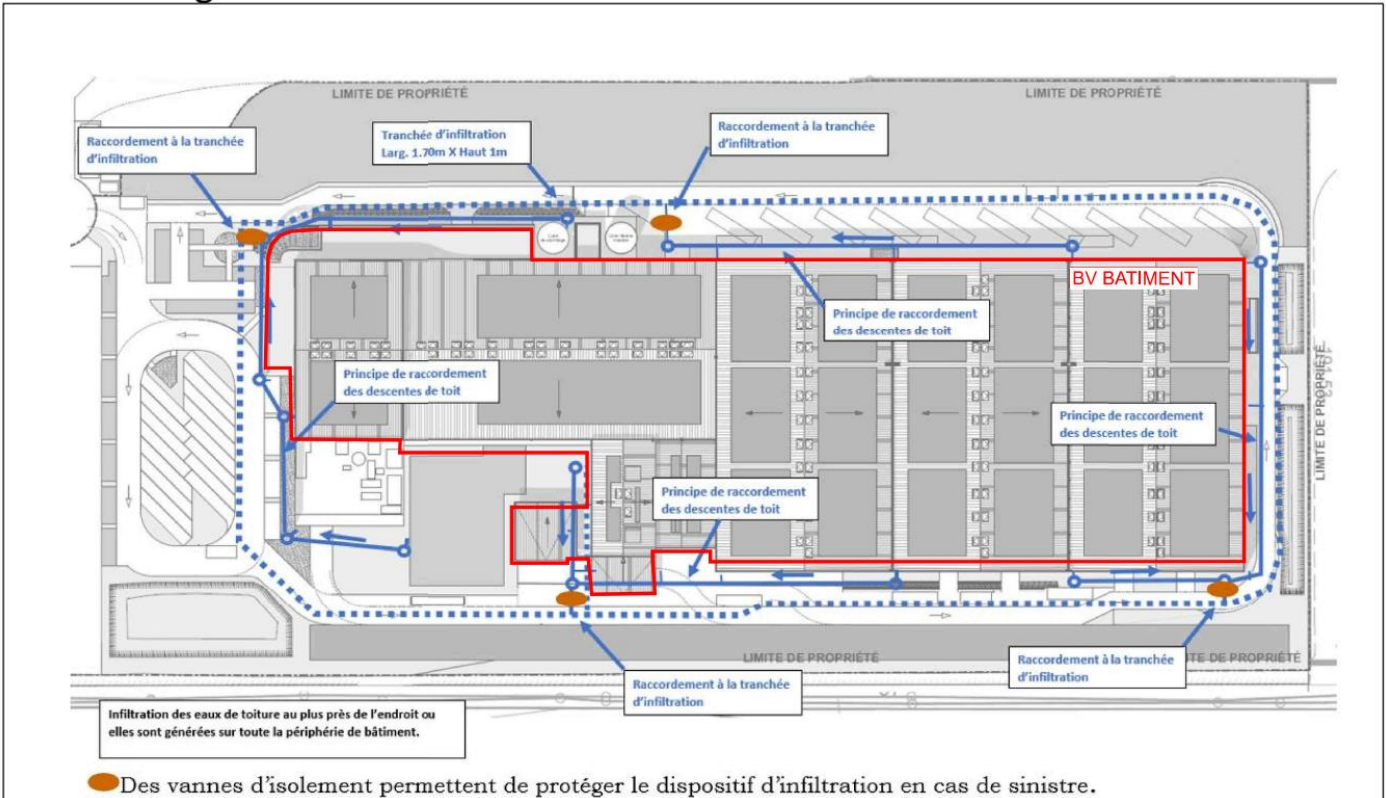 LIMITE DE PROPRIÉTÉ
LIMITE DE PROPRIÉTÉ
Raccordement à la tranchée
d'infiltration
Tranchée d'infiltration
Larg. 1.70m X Haut 1m
Raccordement à la tranchée
d'infiltration
BV BATIMENT
Principe de raccordement
des descentes de toit
Principe de raccordement
des descentes de toit
Principe de raccordement
des descentes de toit
LIMITE DE PROPRIÉTÉ
Principe de raccordement
des descentes de toit
LIMITE DE PROPRIÉTÉ
Raccordement à la tranchée
d'infiltration
TE DE PROPRIÉTÉ
Raccordement à la tranchée
d'infiltration
Infiltration des eaux de toiture au plus près de l'endroit ou
elles sont générées sur toute la périphérie de bâtiment.
Des vannes d'isolement permettent de protéger le dispositif d'infiltration en cas de sinistre.